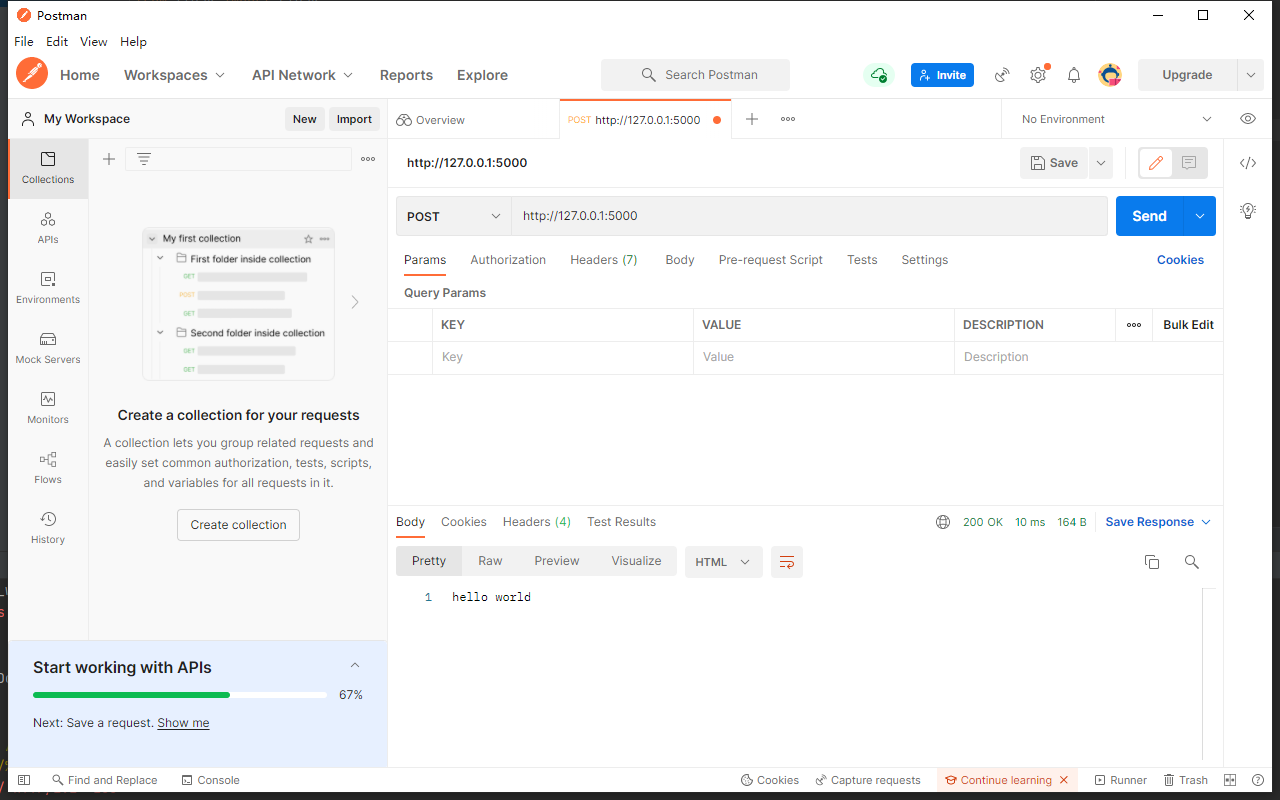 Postman
File Edit View Help
Home Workspaces API Network Reports Explore Search Postman Invite Upgrade
My Workspace New Import Overview POST http://127.0.0.1:5000 No Environment
Collections
APIs
Environments
Mock Servers
Monitors
Flows
History
My first collection
First folder inside collection
GET
POST
GET
Second folder inside collection
GET
GET
Create a collection for your requests
A collection lets you group related requests and
easily set common authorization, tests, scripts,
and variables for all requests in it.
Create collection
Start working with APIs
67%
Next: Save a request. Show me
http://127.0.0.1:5000 Save
POST http://127.0.0.1:5000 Send
Params Authorization Headers (7) Body Pre-request Script Tests Settings Cookies
Query Params
KEY VALUE DESCRIPTION Bulk Edit
Key Value Description
Body Cookies Headers (4) Test Results 200 OK 10 ms 164 B Save Response
Pretty Raw Preview Visualize HTML
1 hello world
Find and Replace Console Cookies Capture requests Continue learning Runner Trash